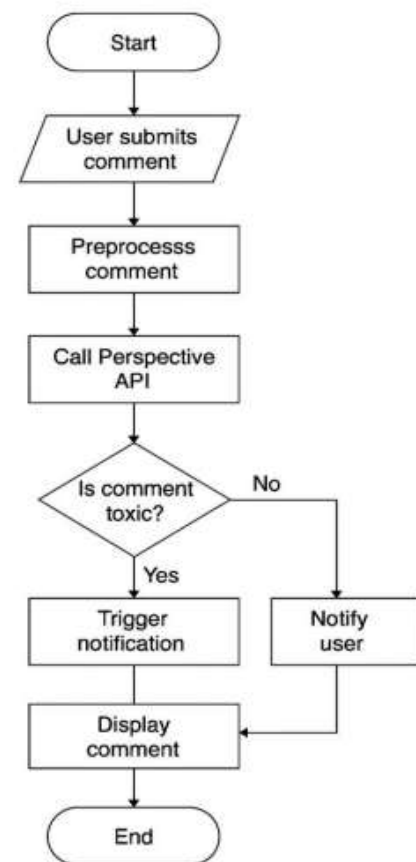 Start
User submits
comment
Preprocesss
comment
Call Perspective
API
Is comment
toxic?
No
Yes
Trigger
notification
Notify
user
Display
comment
End